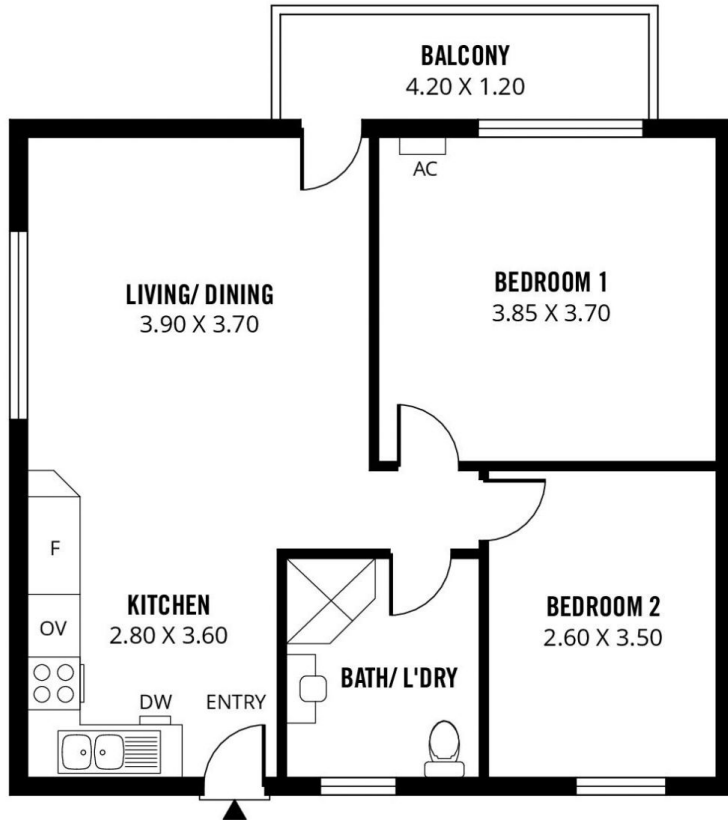 BALCONY
4.20 X 1.20
AC
LIVING/ DINING
3.90 X 3.70
BEDROOM 1
3.85 X 3.70
F
OV
KITCHEN
2.80 X 3.60
BEDROOM 2
2.60 X 3.50
BATH/ L'DRY
DW
ENTRY